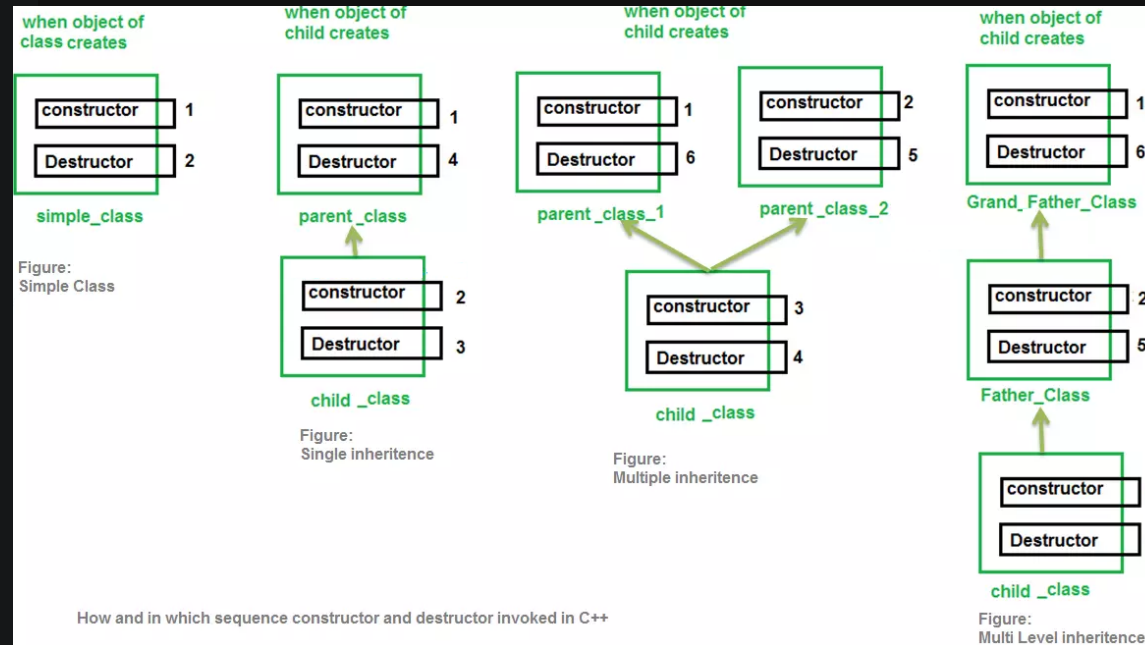 when object of
class creates
constructor 1
Destructor 2
simple_class
Figure:
Simple Class
when object of
child creates
constructor 1
Destructor 4
parent_class
constructor 2
Destructor 3
child _class
Figure:
Single inheritence
when object of
child creates
constructor 1
Destructor 6
parent_class_1
constructor 2
Destructor 5
parent _class_2
constructor 3
Destructor 4
child _class
Figure:
Multiple inheritence
when object of
child creates
constructor 1
Destructor 6
Grand_Father_Class
constructor 2
Destructor 5
Father_Class
constructor
Destructor
child _class
Figure:
Multi Level inheritence
How and in which sequence constructor and destructor invoked in C++